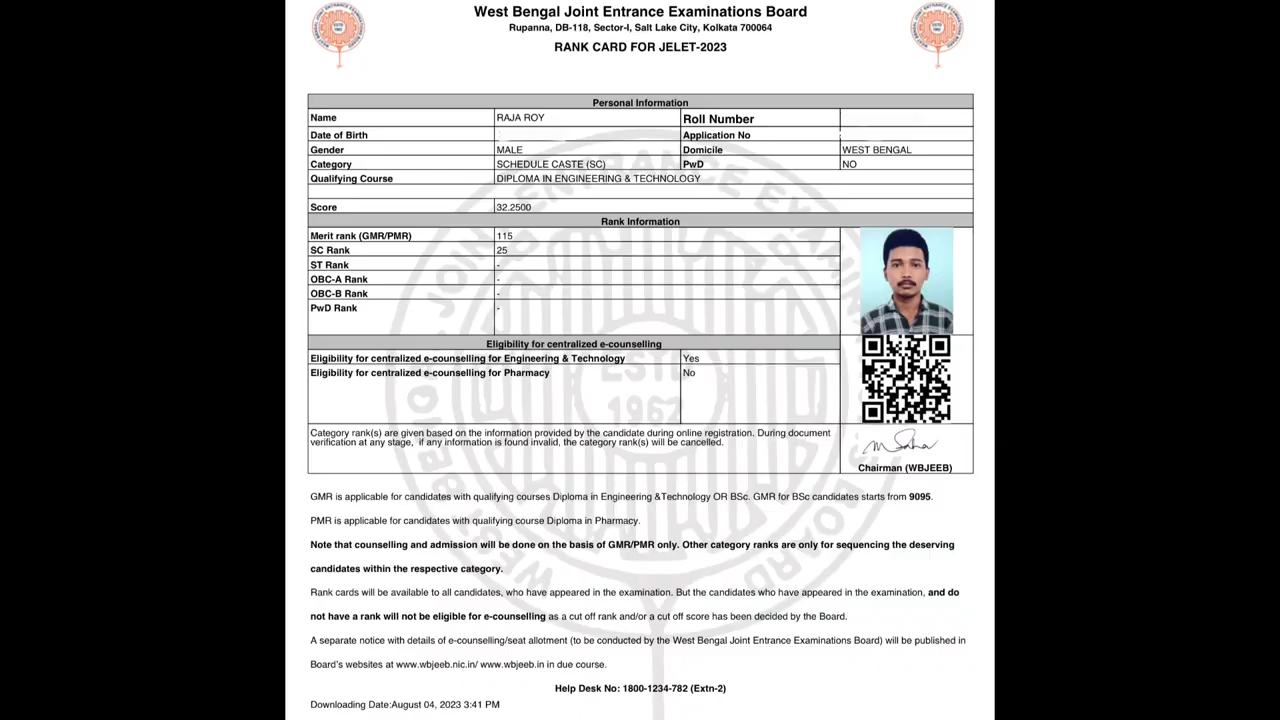 West Bengal Joint Entrance Examinations Board
Rupanna, DB-118, Sector-I, Salt Lake City, Kolkata 700064
RANK CARD FOR JELET-2023
Personal Information
Name RAJA ROY Roll Number
Date of Birth Application No
Gender MALE Domicile WEST BENGAL
Category SCHEDULE CASTE (SC) PwD NO
Qualifying Course DIPLOMA IN ENGINEERING & TECHNOLOGY
Score 32.2500
Rank Information
Merit rank (GMR/PMR) 115
SC Rank 25
ST Rank -
OBC-A Rank -
OBC-B Rank -
PwD Rank -
Eligibility for centralized e-counselling
Eligibility for centralized e-counselling for Engineering & Technology Yes
Eligibility for centralized e-counselling for Pharmacy No
ESTD
1962
Category rank(s) are given based on the information provided by the candidate during online registration. During document
verification at any stage, if any information is found invalid, the category rank(s) will be cancelled.
M Saha
Chairman (WBJEEB)
GMR is applicable for candidates with qualifying courses Diploma in Engineering &Technology OR BSc. GMR for BSc candidates starts from 9095.
PMR is applicable for candidates with qualifying course Diploma in Pharmacy.
Note that counselling and admission will be done on the basis of GMR/PMR only. Other category ranks are only for sequencing the deserving
candidates within the respective category.
Rank cards will be available to all candidates, who have appeared in the examination. But the candidates who have appeared in the examination, and do
not have a rank will not be eligible for e-counselling as a cut off rank and/or a cut off score has been decided by the Board.
A separate notice with details of e-counselling/seat allotment (to be conducted by the West Bengal Joint Entrance Examinations Board) will be published in
Board's websites at www.wbjeeb.nic.in/ www.wbjeeb.in in due course.
Help Desk No: 1800-1234-782 (Extn-2)
Downloading Date:August 04, 2023 3:41 PM